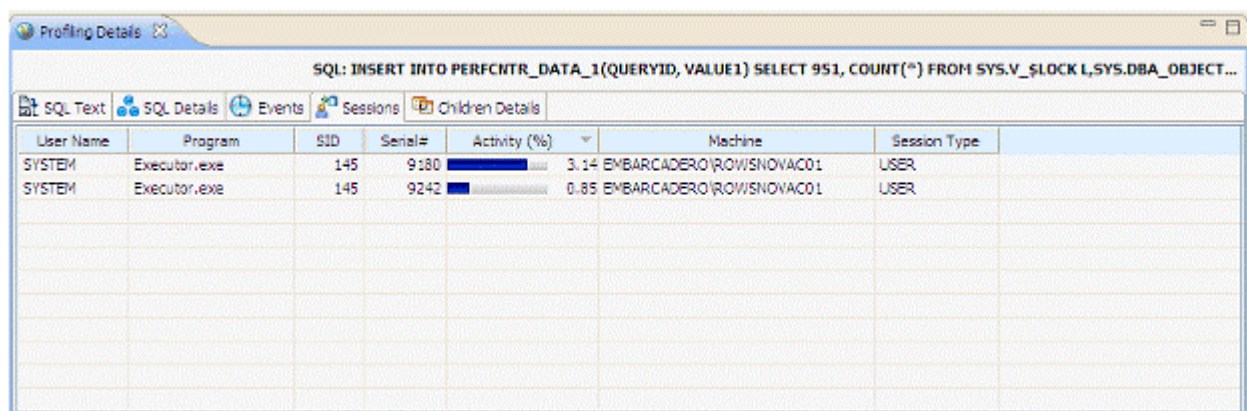 Profiling Details
SQL: INSERT INTO PERFCNTR_DATA_1(QUERYID, VALUE1) SELECT 951, COUNT(*) FROM SYS.V_$LOCK L,SYS.DBA_OBJECT...
SQL Text SQL Details Events Sessions Children Details
User Name Program SID Serial# Activity (%) Machine Session Type
SYSTEM Executor.exe 145 9180 3.14 EMBARCADERO\ROWSNOVAC01 USER
SYSTEM Executor.exe 145 9242 0.85 EMBARCADERO\ROWSNOVAC01 USER